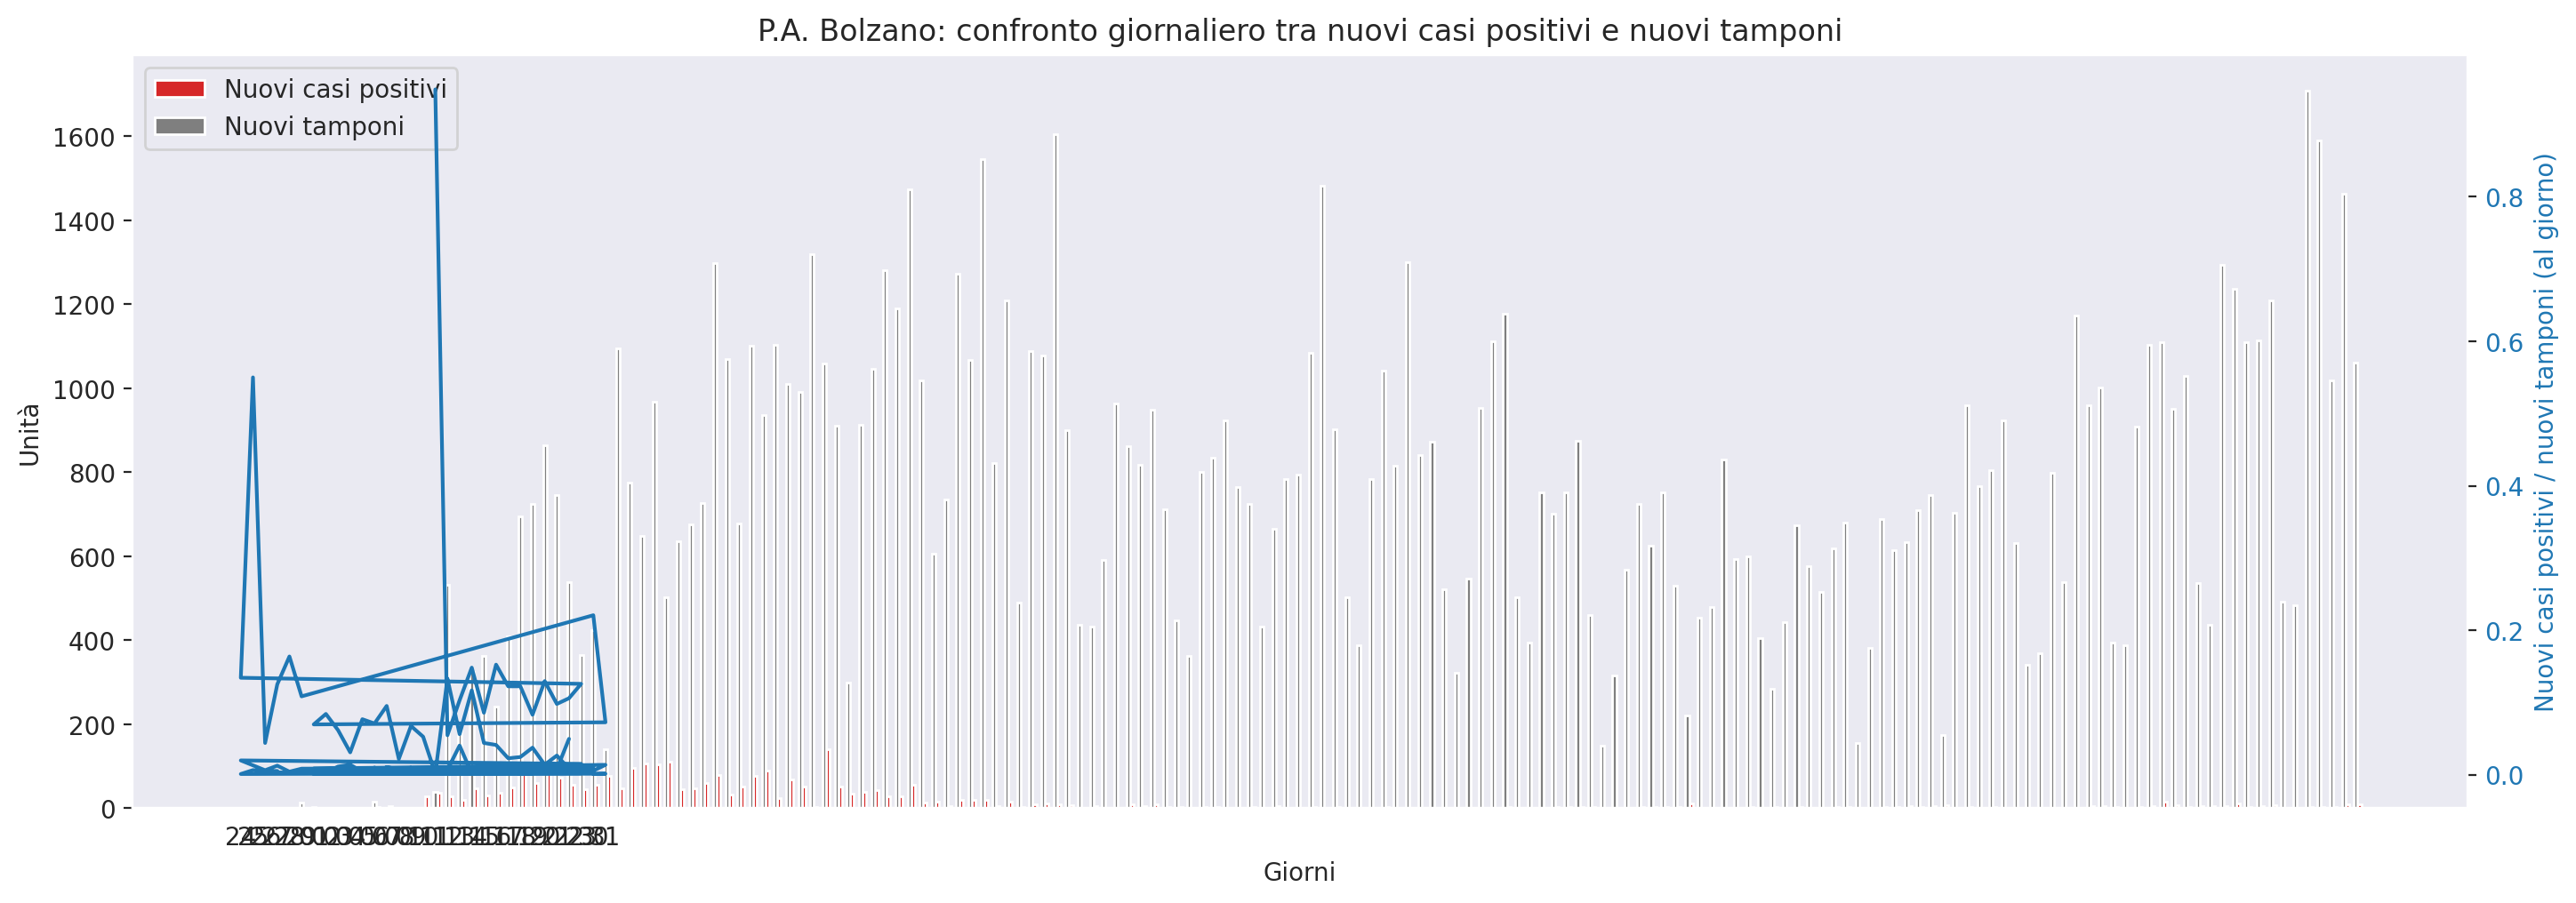 P.A. Bolzano: confronto giornaliero tra nuovi casi positivi e nuovi tamponi
Nuovi casi positivi
Nuovi tamponi
1600
1400
1200
1000
800
600
400
200
0
Unità
0.8
0.6
0.4
0.2
0.0
Nuovi casi positivi / nuovi tamponi (al giorno)
Giorni